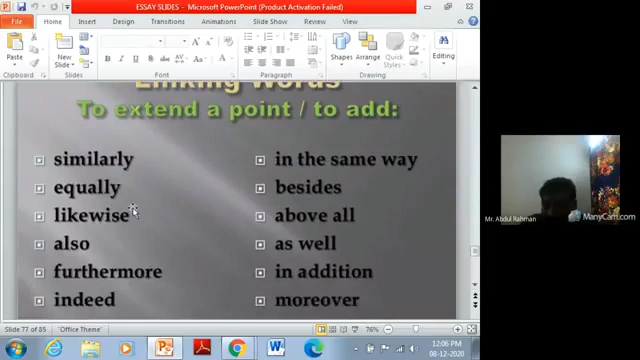 ESSAY SLIDES - Microsoft PowerPoint (Product Activation Failed)
File Home Insert Design Transitions Animations Slide Show Review View
Paste New Slide Shapes Arrange Quick Styles Editing
Clipboard Slides Font Paragraph Drawing
Linking Words
To extend a point / to add:
similarly in the same way
equally besides
likewise above all
also as well
furthermore in addition
indeed moreover
Mr. Abdul Rahman
ManyCam.com
Slide 77 of 85 "Office Theme" 76%
12:06 PM
08-12-2020